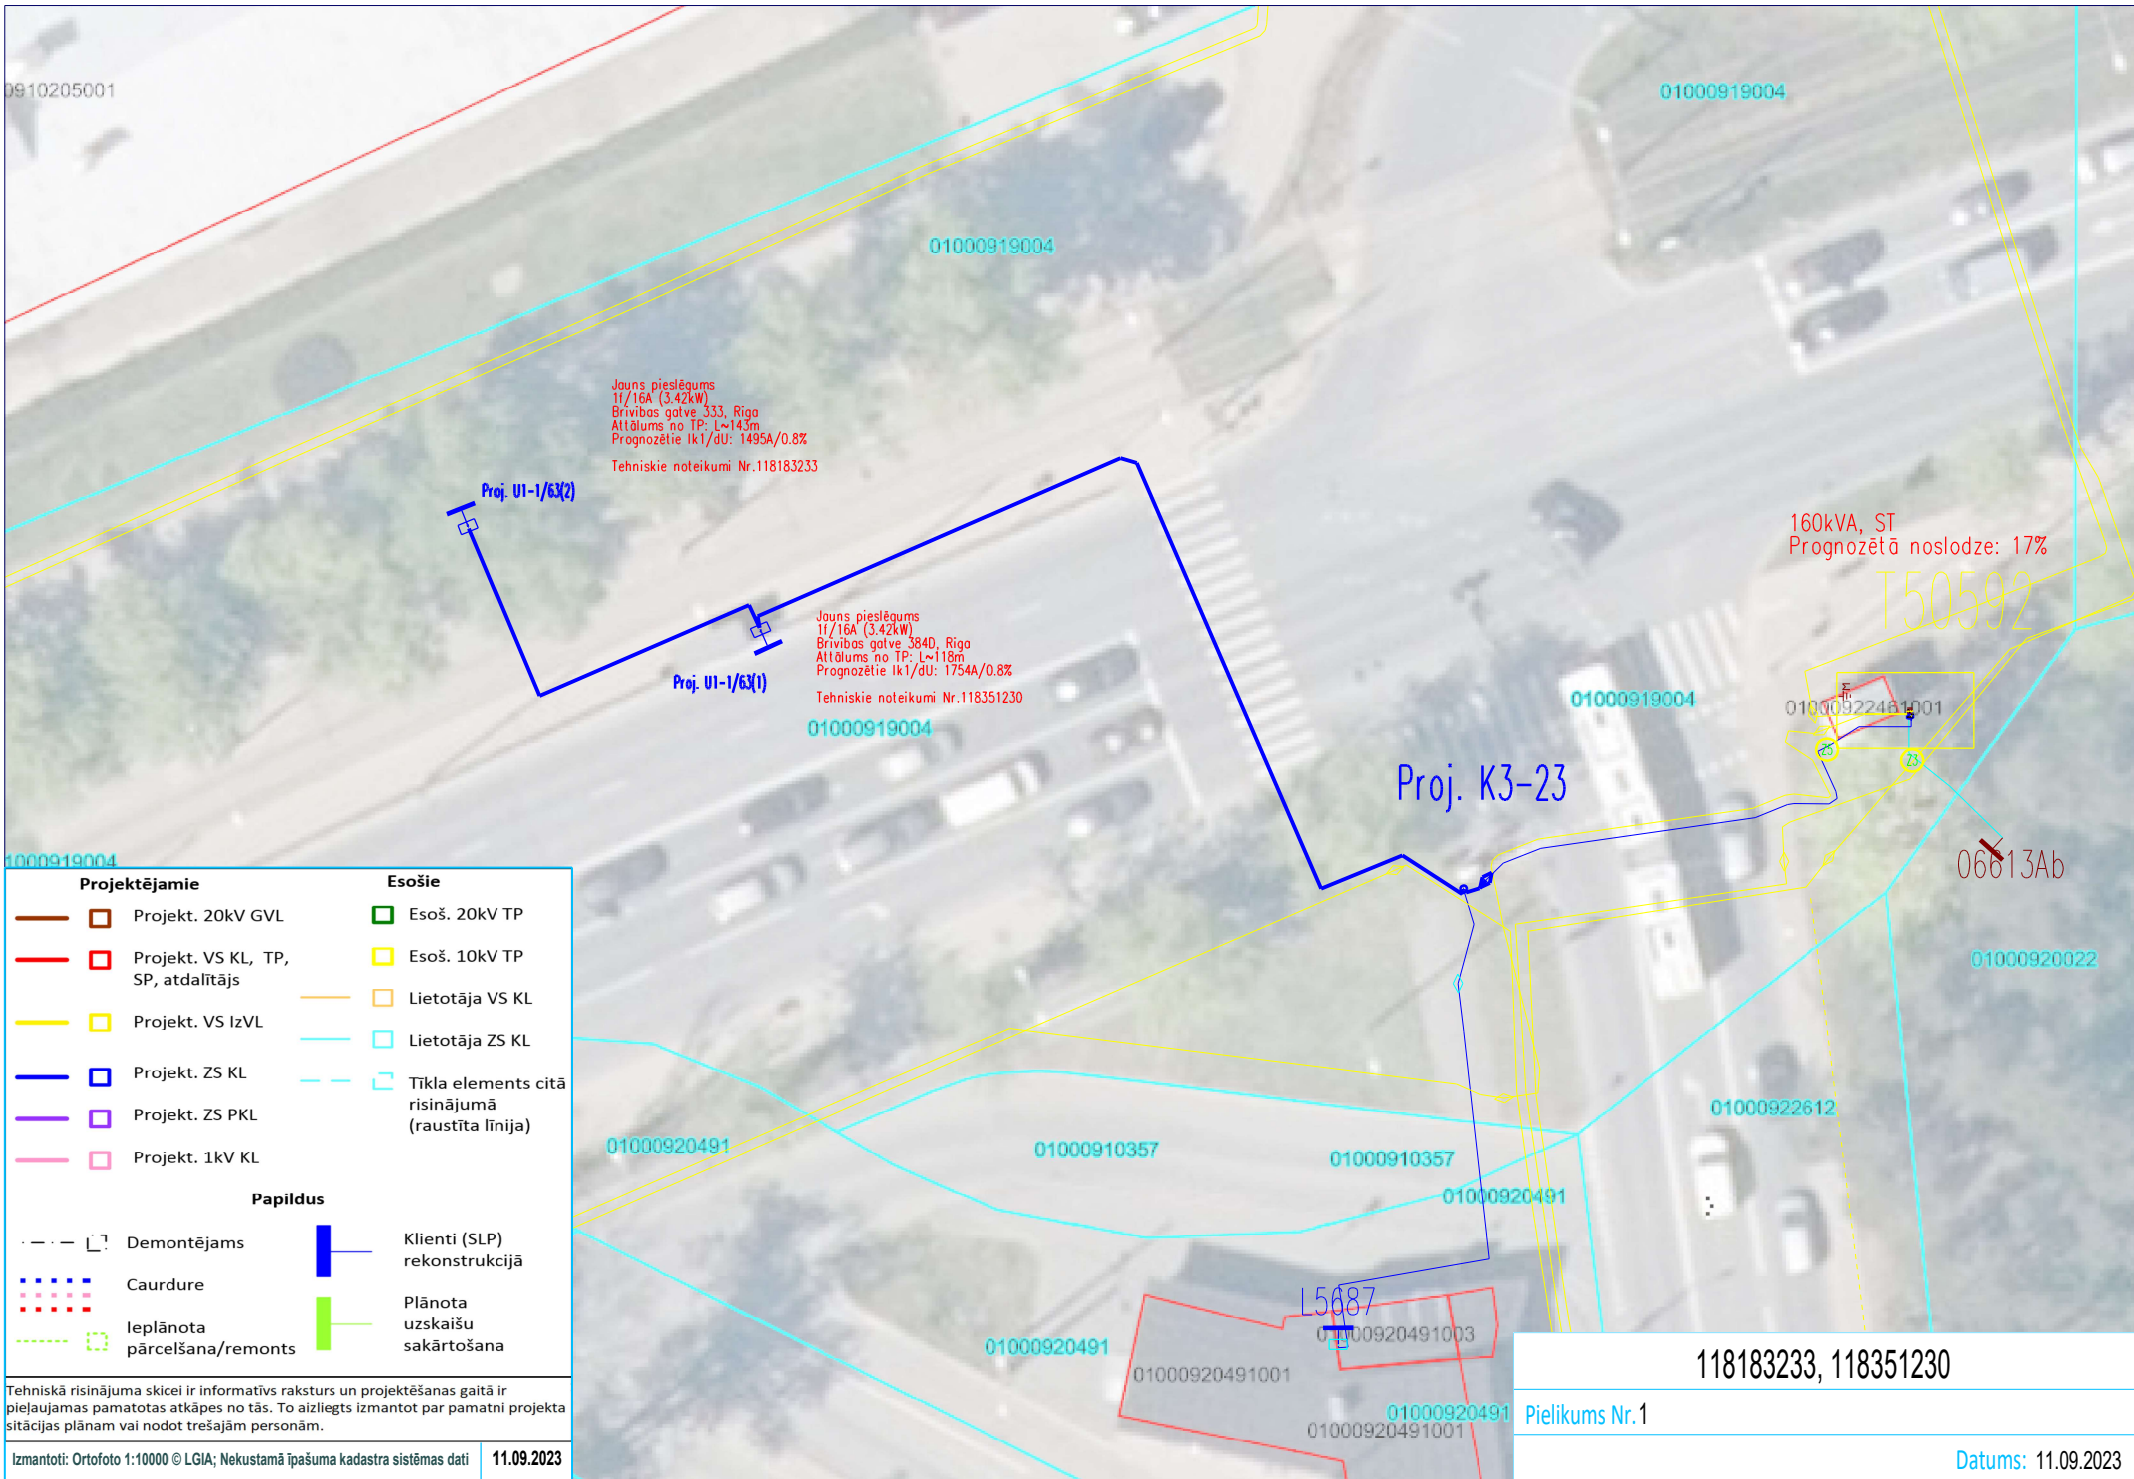 0910205001
01000919004
01000919004
Jauns pieslēgums
1f/16A (3.42kW)
Brīvības gatve 333, Rīga
Attālums no TP: L~143m
Prognozētie Ik1/dU: 1495A/0.8%
Tehniskie noteikumi Nr.118183233
Proj. U1-1/63(2)
160kVA, ST
Prognozētā noslodze: 17%
T50592
Jauns pieslēgums
1f/16A (3.42kW)
Brīvības gatve 384D, Rīga
Attālums no TP: L~118m
Prognozētie Ik1/dU: 1754A/0.8%
Tehniskie noteikumi Nr.118351230
Proj. U1-1/63(1)
01000919004
01000919004
01000922461001
Z3
Proj. K3-23
06613Ab
1000919004
01000920022
01000922612
01000920491
01000910357
01000910357
01000920491
L5687
01000920491003
01000920491
01000920491001
01000920491
01000920491001
Projektējamie
Esošie
Projekt. 20kV GVL
Esoš. 20kV TP
Projekt. VS KL, TP,
SP, atdalītājs
Esoš. 10kV TP
Lietotāja VS KL
Projekt. VS IzVL
Lietotāja ZS KL
Projekt. ZS KL
Tīkla elements citā
risinājumā
(raustīta līnija)
Projekt. ZS PKL
Projekt. 1kV KL
Papildus
Demontējams
Klienti (SLP)
rekonstrukcijā
Caurdure
Ieplānota
pārcelšana/remonts
Plānota
uzskaišu
sakārtošana
Tehniskā risinājuma skicei ir informatīvs raksturs un projektēšanas gaitā ir
pieļaujamas pamatotas atkāpes no tās. To aizliegts izmantot par pamatni projekta
sitācijas plānam vai nodot trešajām personām.
Izmantoti: Ortofoto 1:10000 © LGIA; Nekustamā īpašuma kadastra sistēmas dati
11.09.2023
118183233, 118351230
Pielikums Nr.1
Datums: 11.09.2023